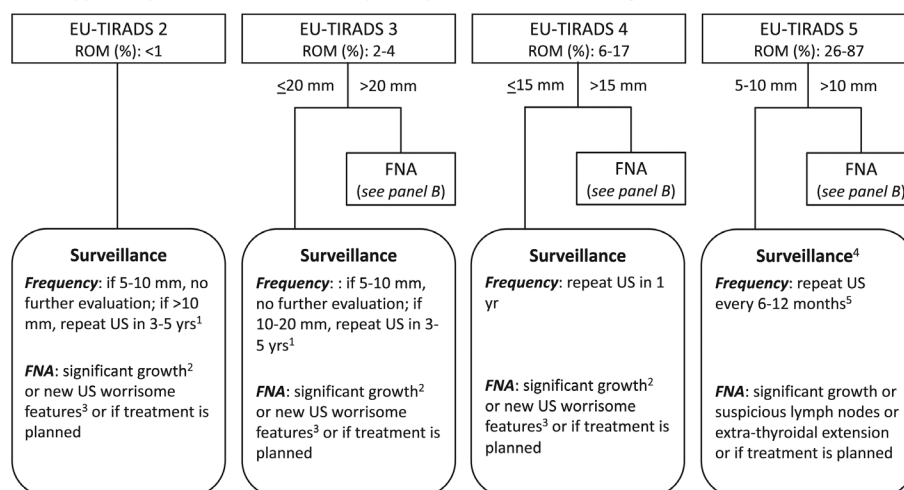 EU-TIRADS 2
ROM (%): <1
EU-TIRADS 3
ROM (%): 2-4
EU-TIRADS 4
ROM (%): 6-17
EU-TIRADS 5
ROM (%): 26-87
≤20 mm
>20 mm
≤15 mm
>15 mm
5-10 mm
>10 mm
FNA
(see panel B)
FNA
(see panel B)
FNA
(see panel B)
Surveillance
Frequency: if 5-10 mm, no
further evaluation; if >10
mm, repeat US in 3-5 yrs¹
FNA: significant growth²
or new US worrisome
features³ or if treatment is
planned
Surveillance
Frequency: : if 5-10 mm,
no further evaluation; if
10-20 mm, repeat US in 3-
5 yrs¹
FNA: significant growth²
or new US worrisome
features³ or if treatment is
planned
Surveillance
Frequency: repeat US in 1
yr
FNA: significant growth²
or new US worrisome
features³ or if treatment is
planned
Surveillance⁴
Frequency: repeat US
every 6-12 months⁵
FNA: significant growth or
suspicious lymph nodes or
extra-thyroidal extension
or if treatment is planned